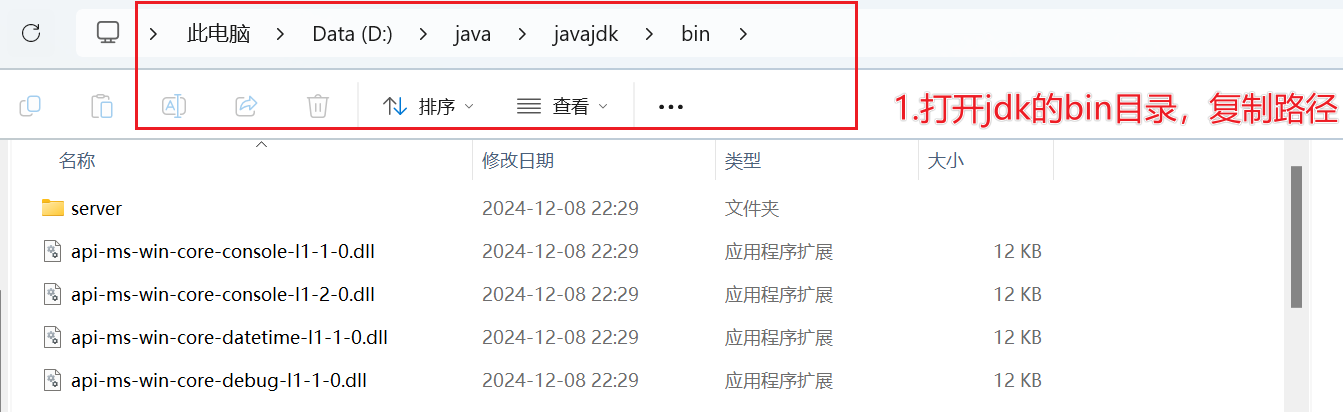 此电脑 > Data (D:) > java > javajdk > bin >
排序 查看 •••
1.打开jdk的bin目录，复制路径
名称 修改日期 类型 大小
server 2024-12-08 22:29 文件夹
api-ms-win-core-console-l1-1-0.dll 2024-12-08 22:29 应用程序扩展 12 KB
api-ms-win-core-console-l1-2-0.dll 2024-12-08 22:29 应用程序扩展 12 KB
api-ms-win-core-datetime-l1-1-0.dll 2024-12-08 22:29 应用程序扩展 12 KB
api-ms-win-core-debug-l1-1-0.dll 2024-12-08 22:29 应用程序扩展 12 KB